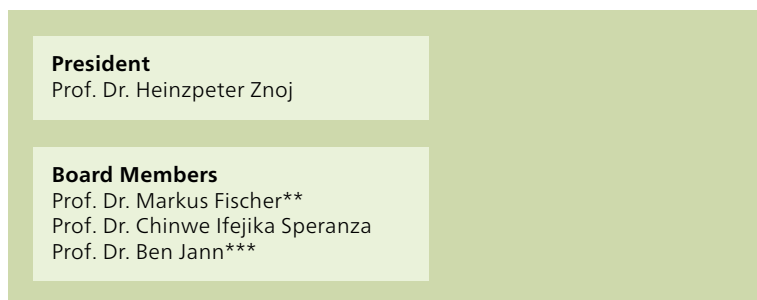 President
Prof. Dr. Heinzpeter Znoj
Board Members
Prof. Dr. Markus Fischer**
Prof. Dr. Chinwe Ifejika Speranza
Prof. Dr. Ben Jann***